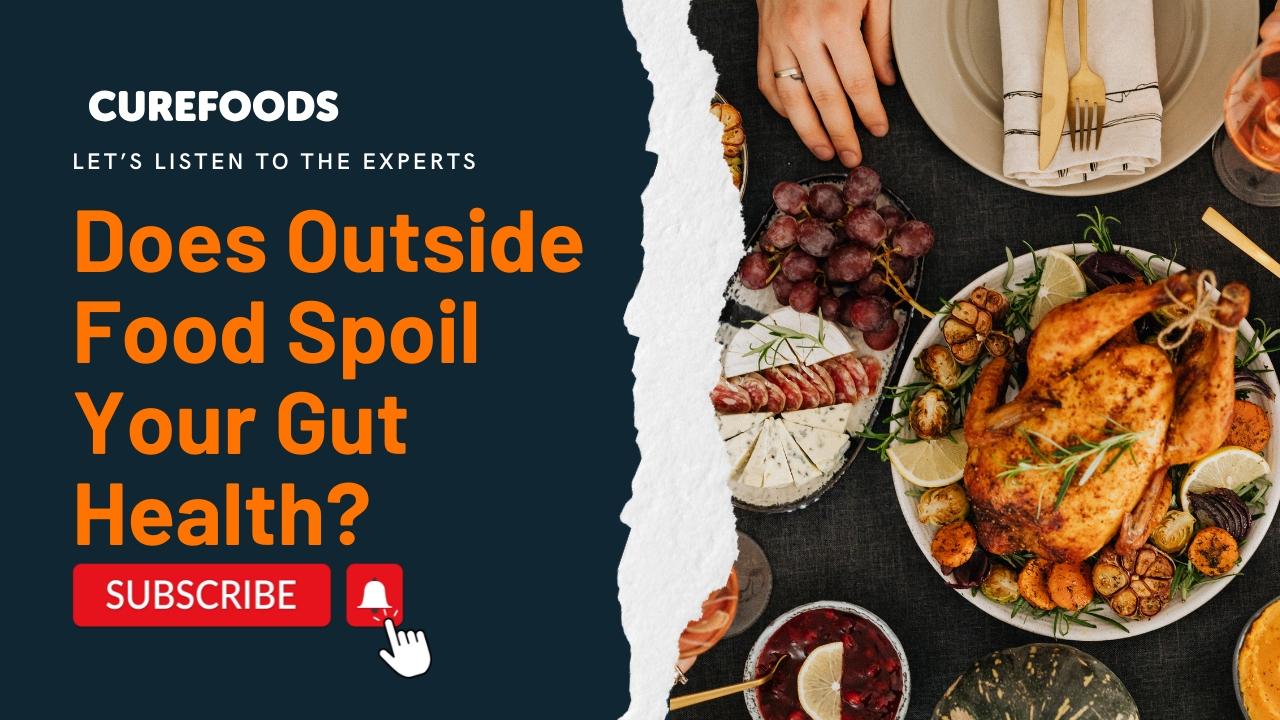 CUREFOODS
LET’S LISTEN TO THE EXPERTS
Does Outside
Food Spoil
Your Gut
Health?
SUBSCRIBE